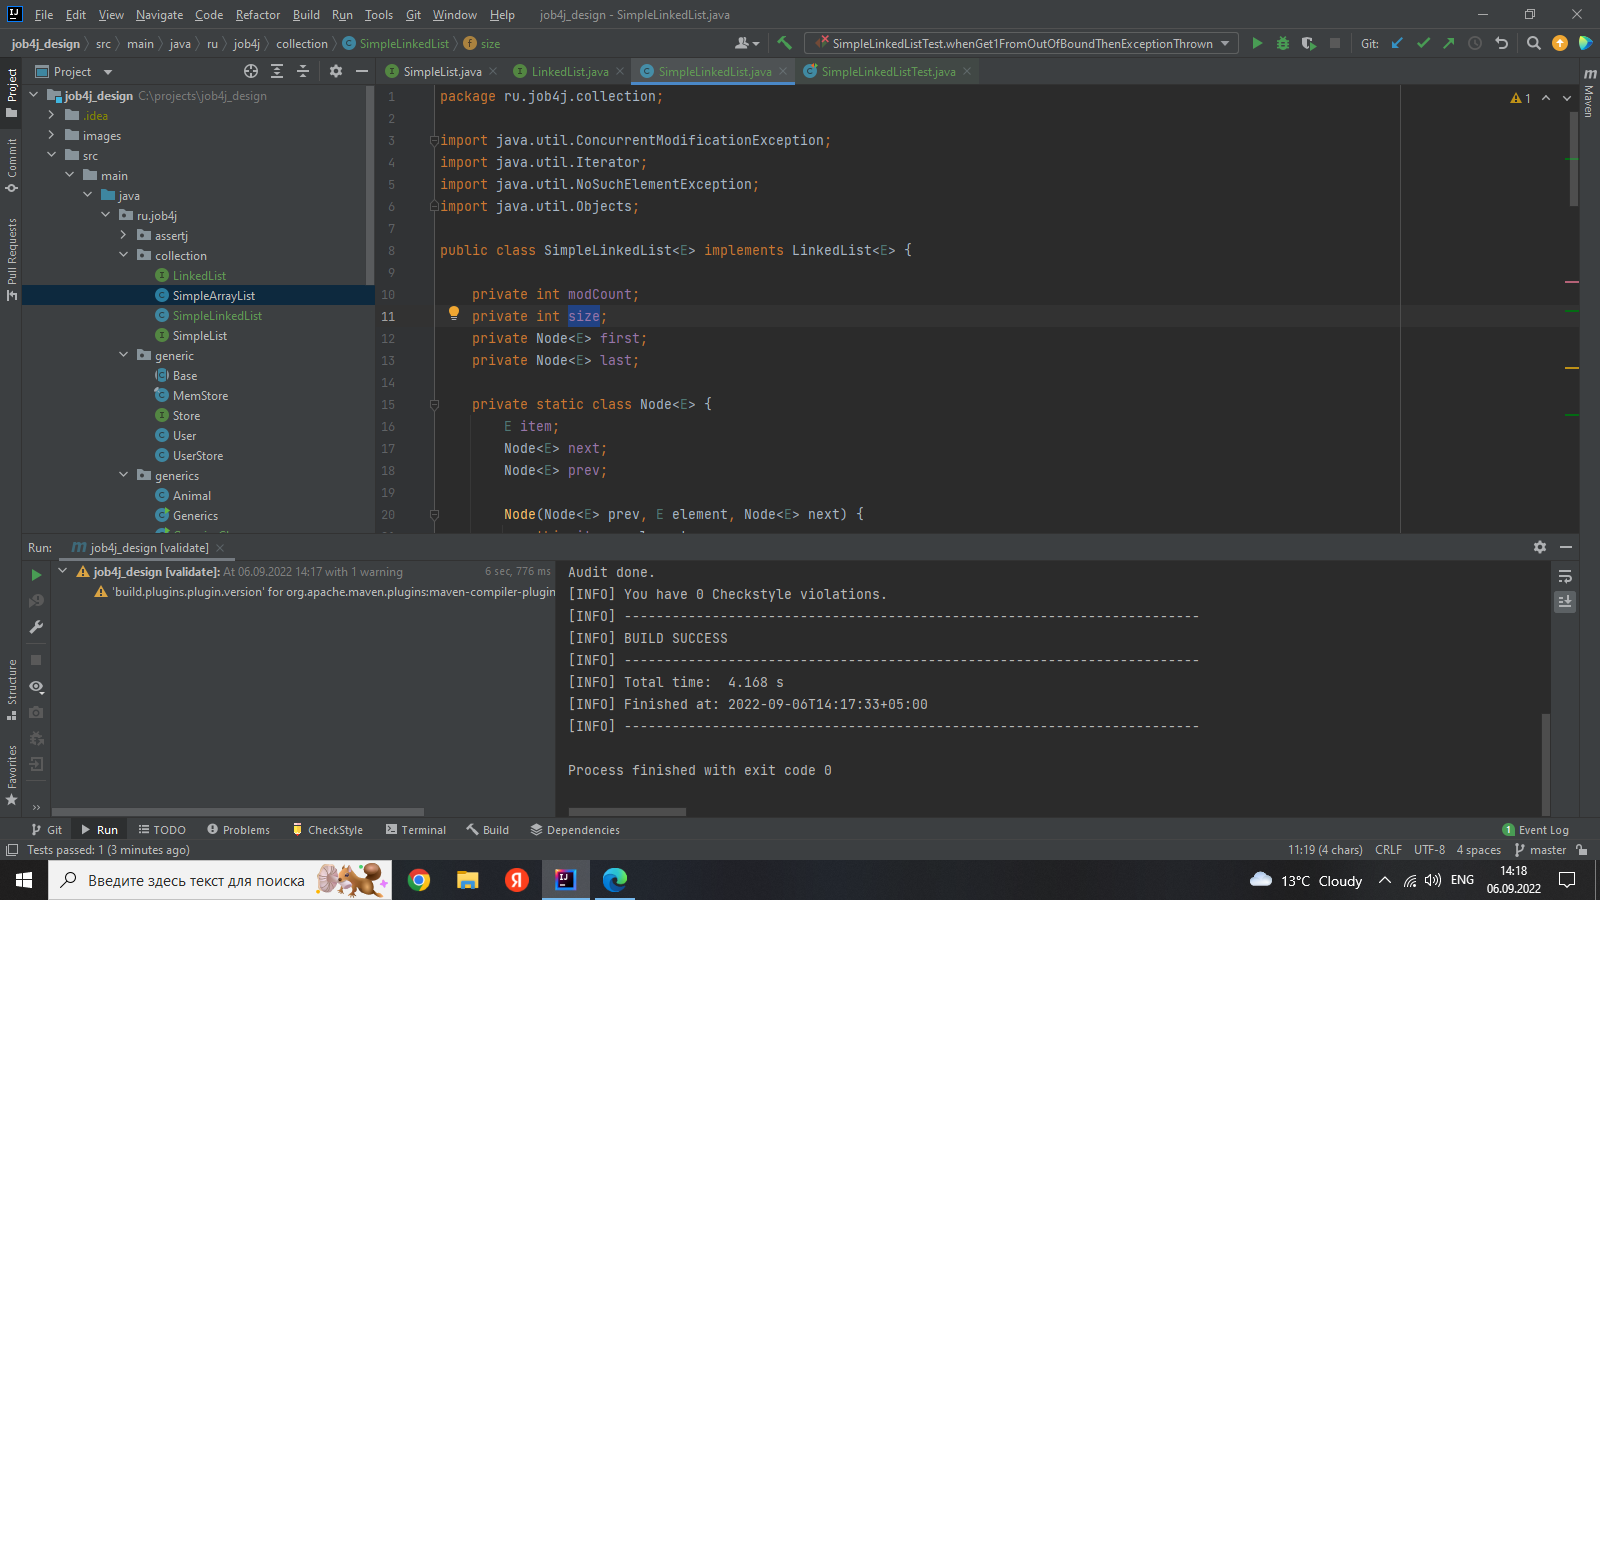 File Edit View Navigate Code Refactor Build Run Tools Git Window Help job4j_design - SimpleLinkedList.java
job4j_design src main java ru job4j collection SimpleLinkedList size SimpleLinkedListTest.whenGet1FromOutOfBoundThenExceptionThrown Git:
Project
SimpleList.java LinkedList.java SimpleLinkedList.java SimpleLinkedListTest.java
Project
Commit
Pull Requests
Structure
Favorites
Maven
job4j_design C:\projects\job4j_design
.idea
images
src
main
java
ru.job4j
assertj
collection
LinkedList
SimpleArrayList
SimpleLinkedList
SimpleList
generic
Base
MemStore
Store
User
UserStore
generics
Animal
Generics
1 package ru.job4j.collection;
2
3 import java.util.ConcurrentModificationException;
4 import java.util.Iterator;
5 import java.util.NoSuchElementException;
6 import java.util.Objects;
7
8 public class SimpleLinkedList<E> implements LinkedList<E> {
9
10 private int modCount;
11 private int size;
12 private Node<E> first;
13 private Node<E> last;
14
15 private static class Node<E> {
16 E item;
17 Node<E> next;
18 Node<E> prev;
19
20 Node(Node<E> prev, E element, Node<E> next) {
1
Run: job4j_design [validate]
job4j_design [validate]: At 06.09.2022 14:17 with 1 warning 6 sec, 776 ms
'build.plugins.plugin.version' for org.apache.maven.plugins:maven-compiler-plugin
Audit done.
[INFO] You have 0 Checkstyle violations.
[INFO] ------------------------------------------------------------------------
[INFO] BUILD SUCCESS
[INFO] ------------------------------------------------------------------------
[INFO] Total time:  4.168 s
[INFO] Finished at: 2022-09-06T14:17:33+05:00
[INFO] ------------------------------------------------------------------------
Process finished with exit code 0
Git Run TODO Problems CheckStyle Terminal Build Dependencies 1 Event Log
Tests passed: 1 (3 minutes ago) 11:19 (4 chars) CRLF UTF-8 4 spaces master
Введите здесь текст для поиска Я 13°C Cloudy ENG 14:18
06.09.2022